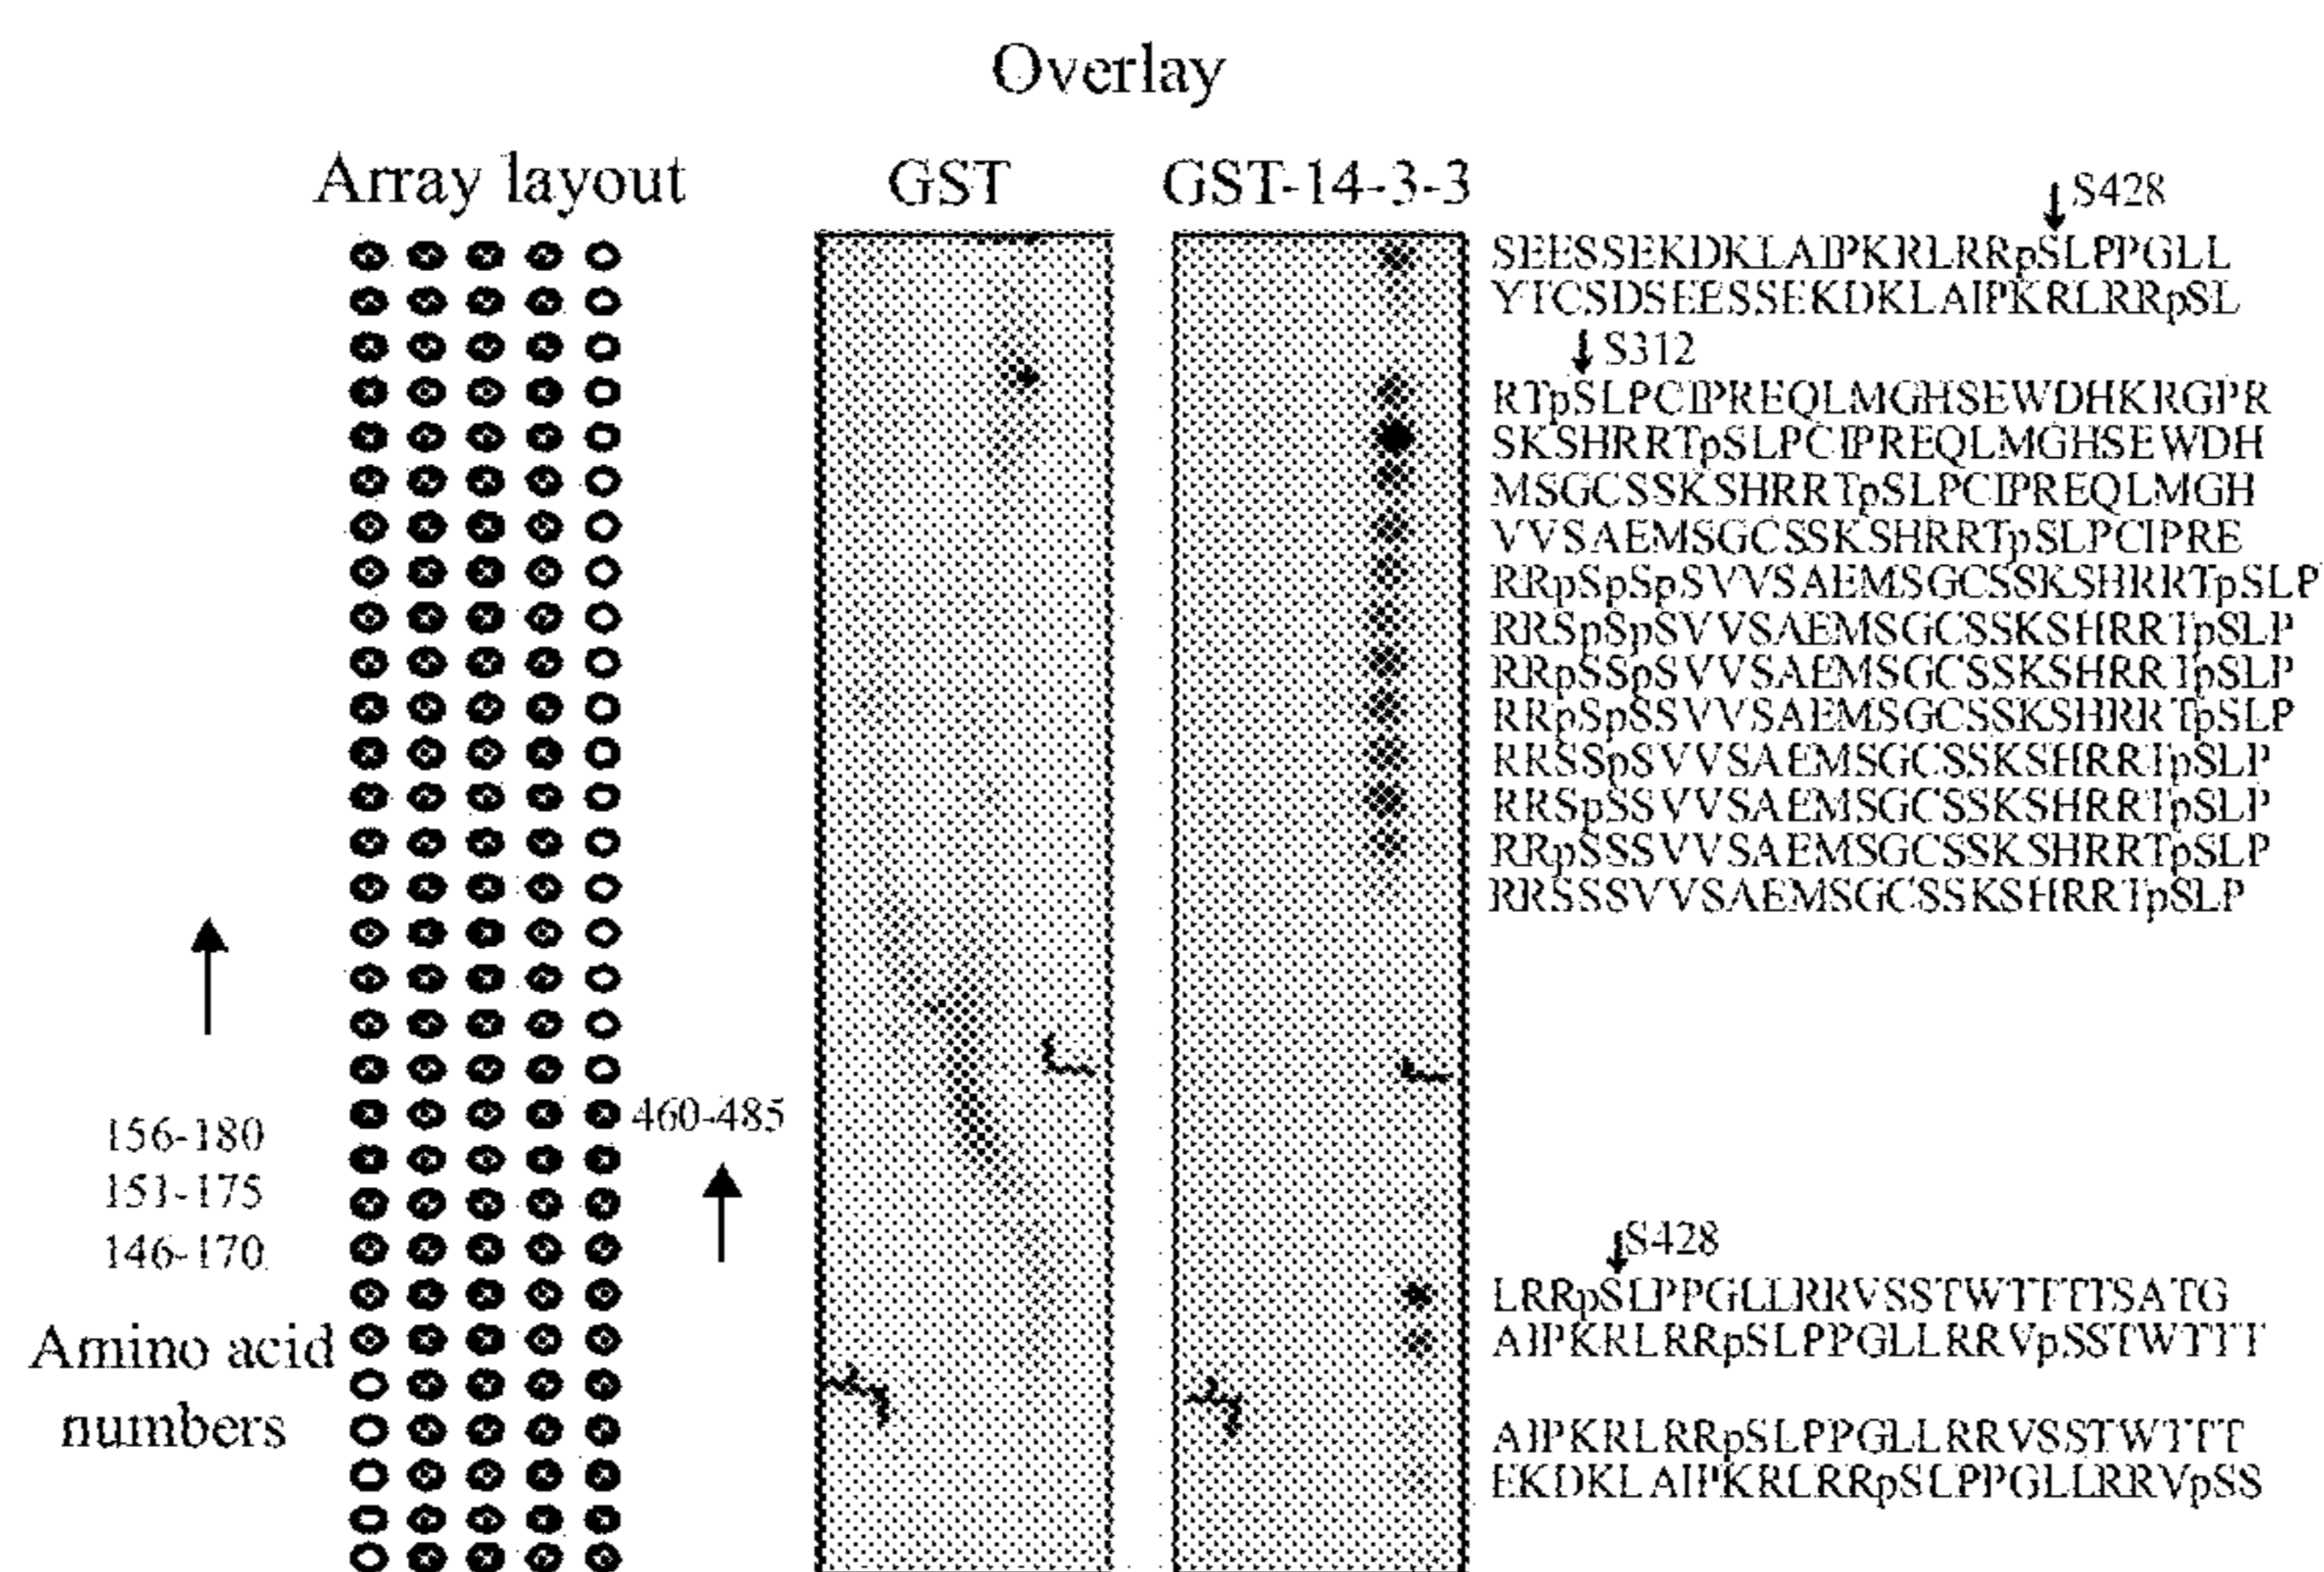 Overlay
Array layout
GST
GST-14-3-3
S428
SEESSEKDKLAIPKRLRRpSLPPGLL
YTCSDSEESSEKDKLAIPKRLRRpSL
S312
RTpSLPCIPREQLMGHSEWDHKRGPR
SKSHRRTpSLPCIPREQLMGHSEWDH
MSGCSSKSHRRTpSLPCIPREQLMGH
VVSAEMSGCSSKSHRRTpSLPCIPRE
RRpSpSpSVVSAEMSGCSSKSHRRTpSLP
RRSpSpSVVSAEMSGCSSKSHRRTpSLP
RRpSSpSVVSAEMSGCSSKSHRRTpSLP
RRpSpSSVVSAEMSGCSSKSHRRTpSLP
RRSSpSVVSAEMSGCSSKSHRRTpSLP
RRSpSSVVSAEMSGCSSKSHRRTpSLP
RRpSSSVVSAEMSGCSSKSHRRTpSLP
RRSSSVVSAEMSGCSSKSHRRTpSLP
460-485
156-180
151-175
146-170
Amino acid
numbers
S428
LRRpSLPPGLLRRVSSTWTTTTSATG
AIPKRLRRpSLPPGLLRRVpSSTWTTT
AIPKRLRRpSLPPGLLRRVSSTWTTT
EKDKLAIPKRLRRpSLPPGLLRRVpSS